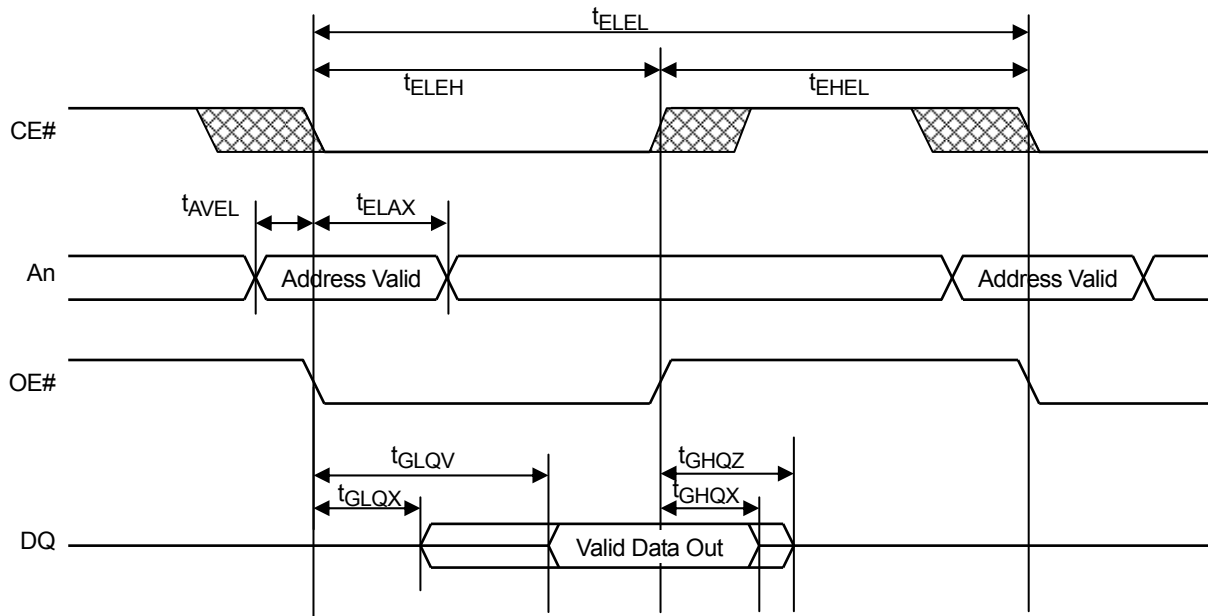 tELEL
tELEH
tEHEL
CE#
tAVEL
tELAX
An
Address Valid
Address Valid
OE#
tGLQV
tGHQZ
tGLQX
tGHQX
DQ
Valid Data Out